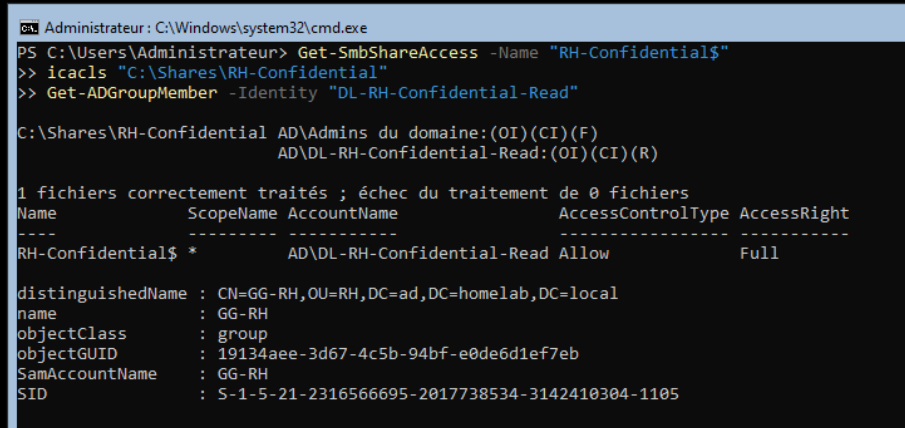 Administrateur : C:\Windows\system32\cmd.exe
PS C:\Users\Administrateur> Get-SmbShareAccess -Name "RH-Confidential$"
>> icacls "C:\Shares\RH-Confidential"
>> Get-ADGroupMember -Identity "DL-RH-Confidential-Read"
C:\Shares\RH-Confidential AD\Admins du domaine:(OI)(CI)(F)
AD\DL-RH-Confidential-Read:(OI)(CI)(R)
1 fichiers correctement traités ; échec du traitement de 0 fichiers
Name ScopeName AccountName AccessControlType AccessRight
---- --------- ----------- ----------------- -----------
RH-Confidential$ * AD\DL-RH-Confidential-Read Allow Full
distinguishedName : CN=GG-RH,OU=RH,DC=ad,DC=homelab,DC=local
name : GG-RH
objectClass : group
objectGUID : 19134aee-3d67-4c5b-94bf-e0de6d1ef7eb
SamAccountName : GG-RH
SID : S-1-5-21-2316566695-2017738534-3142410304-1105